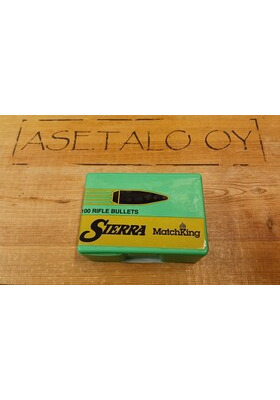 ASETALO OY
100 RIFLE BULLETS
SIERRA MatchKing